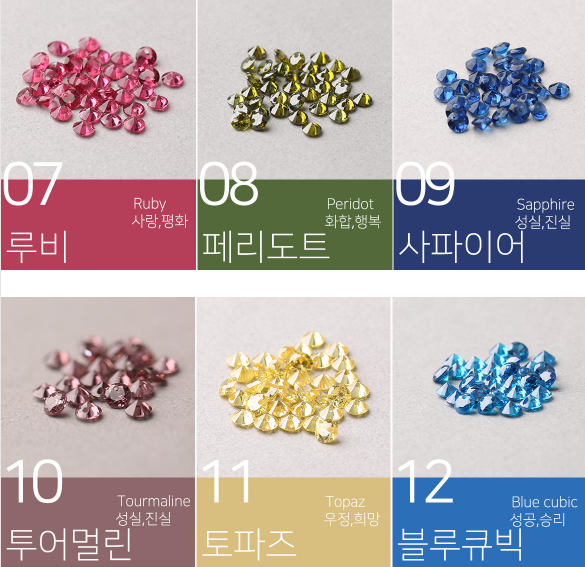 07
Ruby
사랑,평화
루비
08
Peridot
화합,행복
페리도트
09
Sapphire
성실,진실
사파이어
10
Tourmaline
성실,진실
투어멀린
11
Topaz
우정,희망
토파즈
12
Blue cubic
성공,승리
블루큐빅